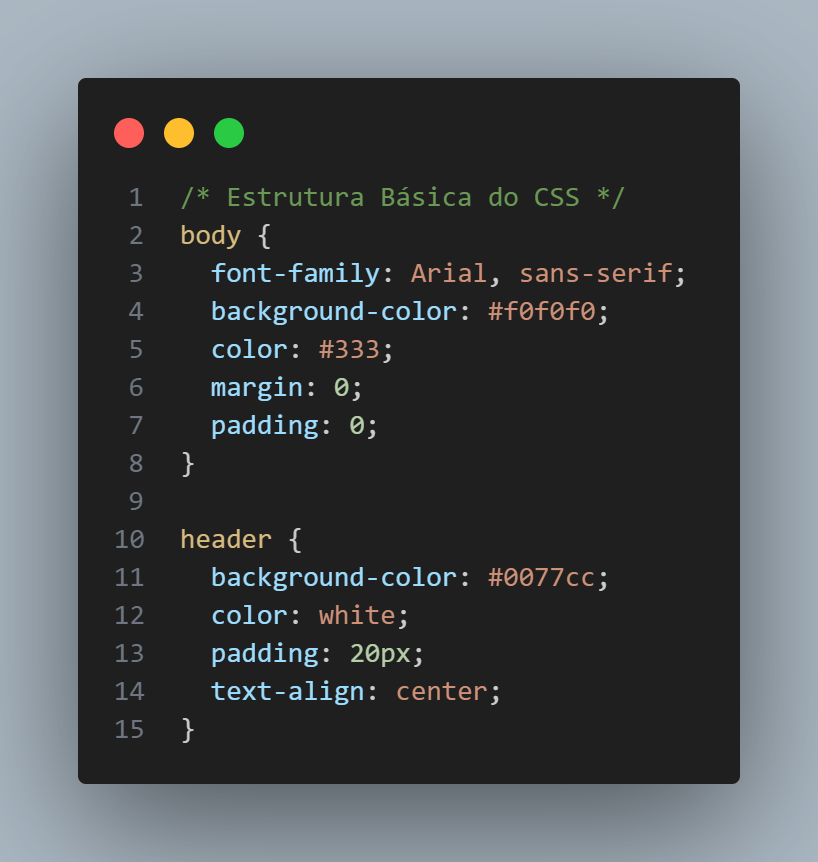 1 /* Estrutura Básica do CSS */
2 body {
3   font-family: Arial, sans-serif;
4   background-color: #f0f0f0;
5   color: #333;
6   margin: 0;
7   padding: 0;
8 }
9
10 header {
11   background-color: #0077cc;
12   color: white;
13   padding: 20px;
14   text-align: center;
15 }